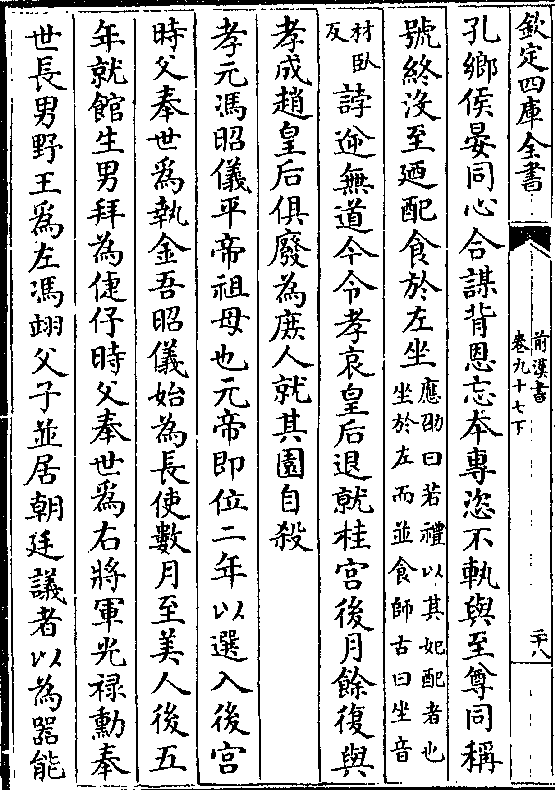 欽定四庫全書
前漢書
卷九十七下
二十八
孔鄉侯晏同心合謀背恩忘本專恣不軌與至尊同稱
號終沒至廼配食於左坐
應劭曰若禮以其妃配者也
坐於左而並食師古曰坐音
材臥
反
誖逆無道今令孝哀皇后退就桂宮後月餘復與
孝成趙皇后俱廢為庶人就其園自殺
孝元馮昭儀平帝祖母也元帝即位二年以選入後宮
時父奉世為執金吾昭儀始為長使數月至美人後五
年就館生男拜為倢伃時父奉世為右將軍光祿勲奉
世長男野王為左馮翊父子並居朝廷議者以為器能